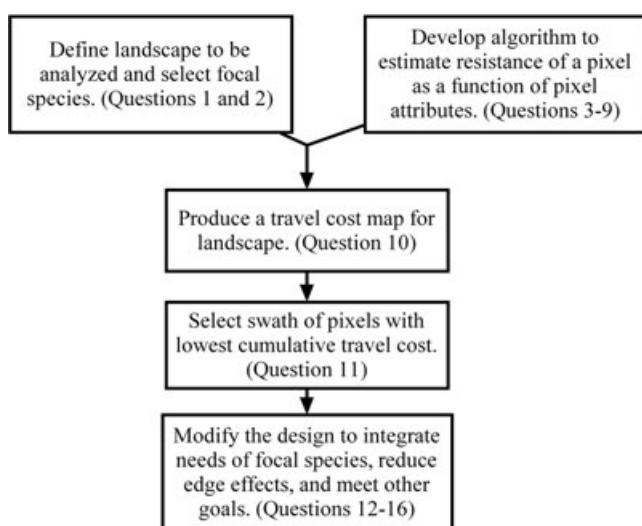 Define landscape to be
analyzed and select focal
species. (Questions 1 and 2)
Develop algorithm to
estimate resistance of a pixel
as a function of pixel
attributes. (Questions 3-9)
Produce a travel cost map for
landscape. (Question 10)
Select swath of pixels with
lowest cumulative travel cost.
(Question 11)
Modify the design to integrate
needs of focal species, reduce
edge effects, and meet other
goals. (Questions 12-16)